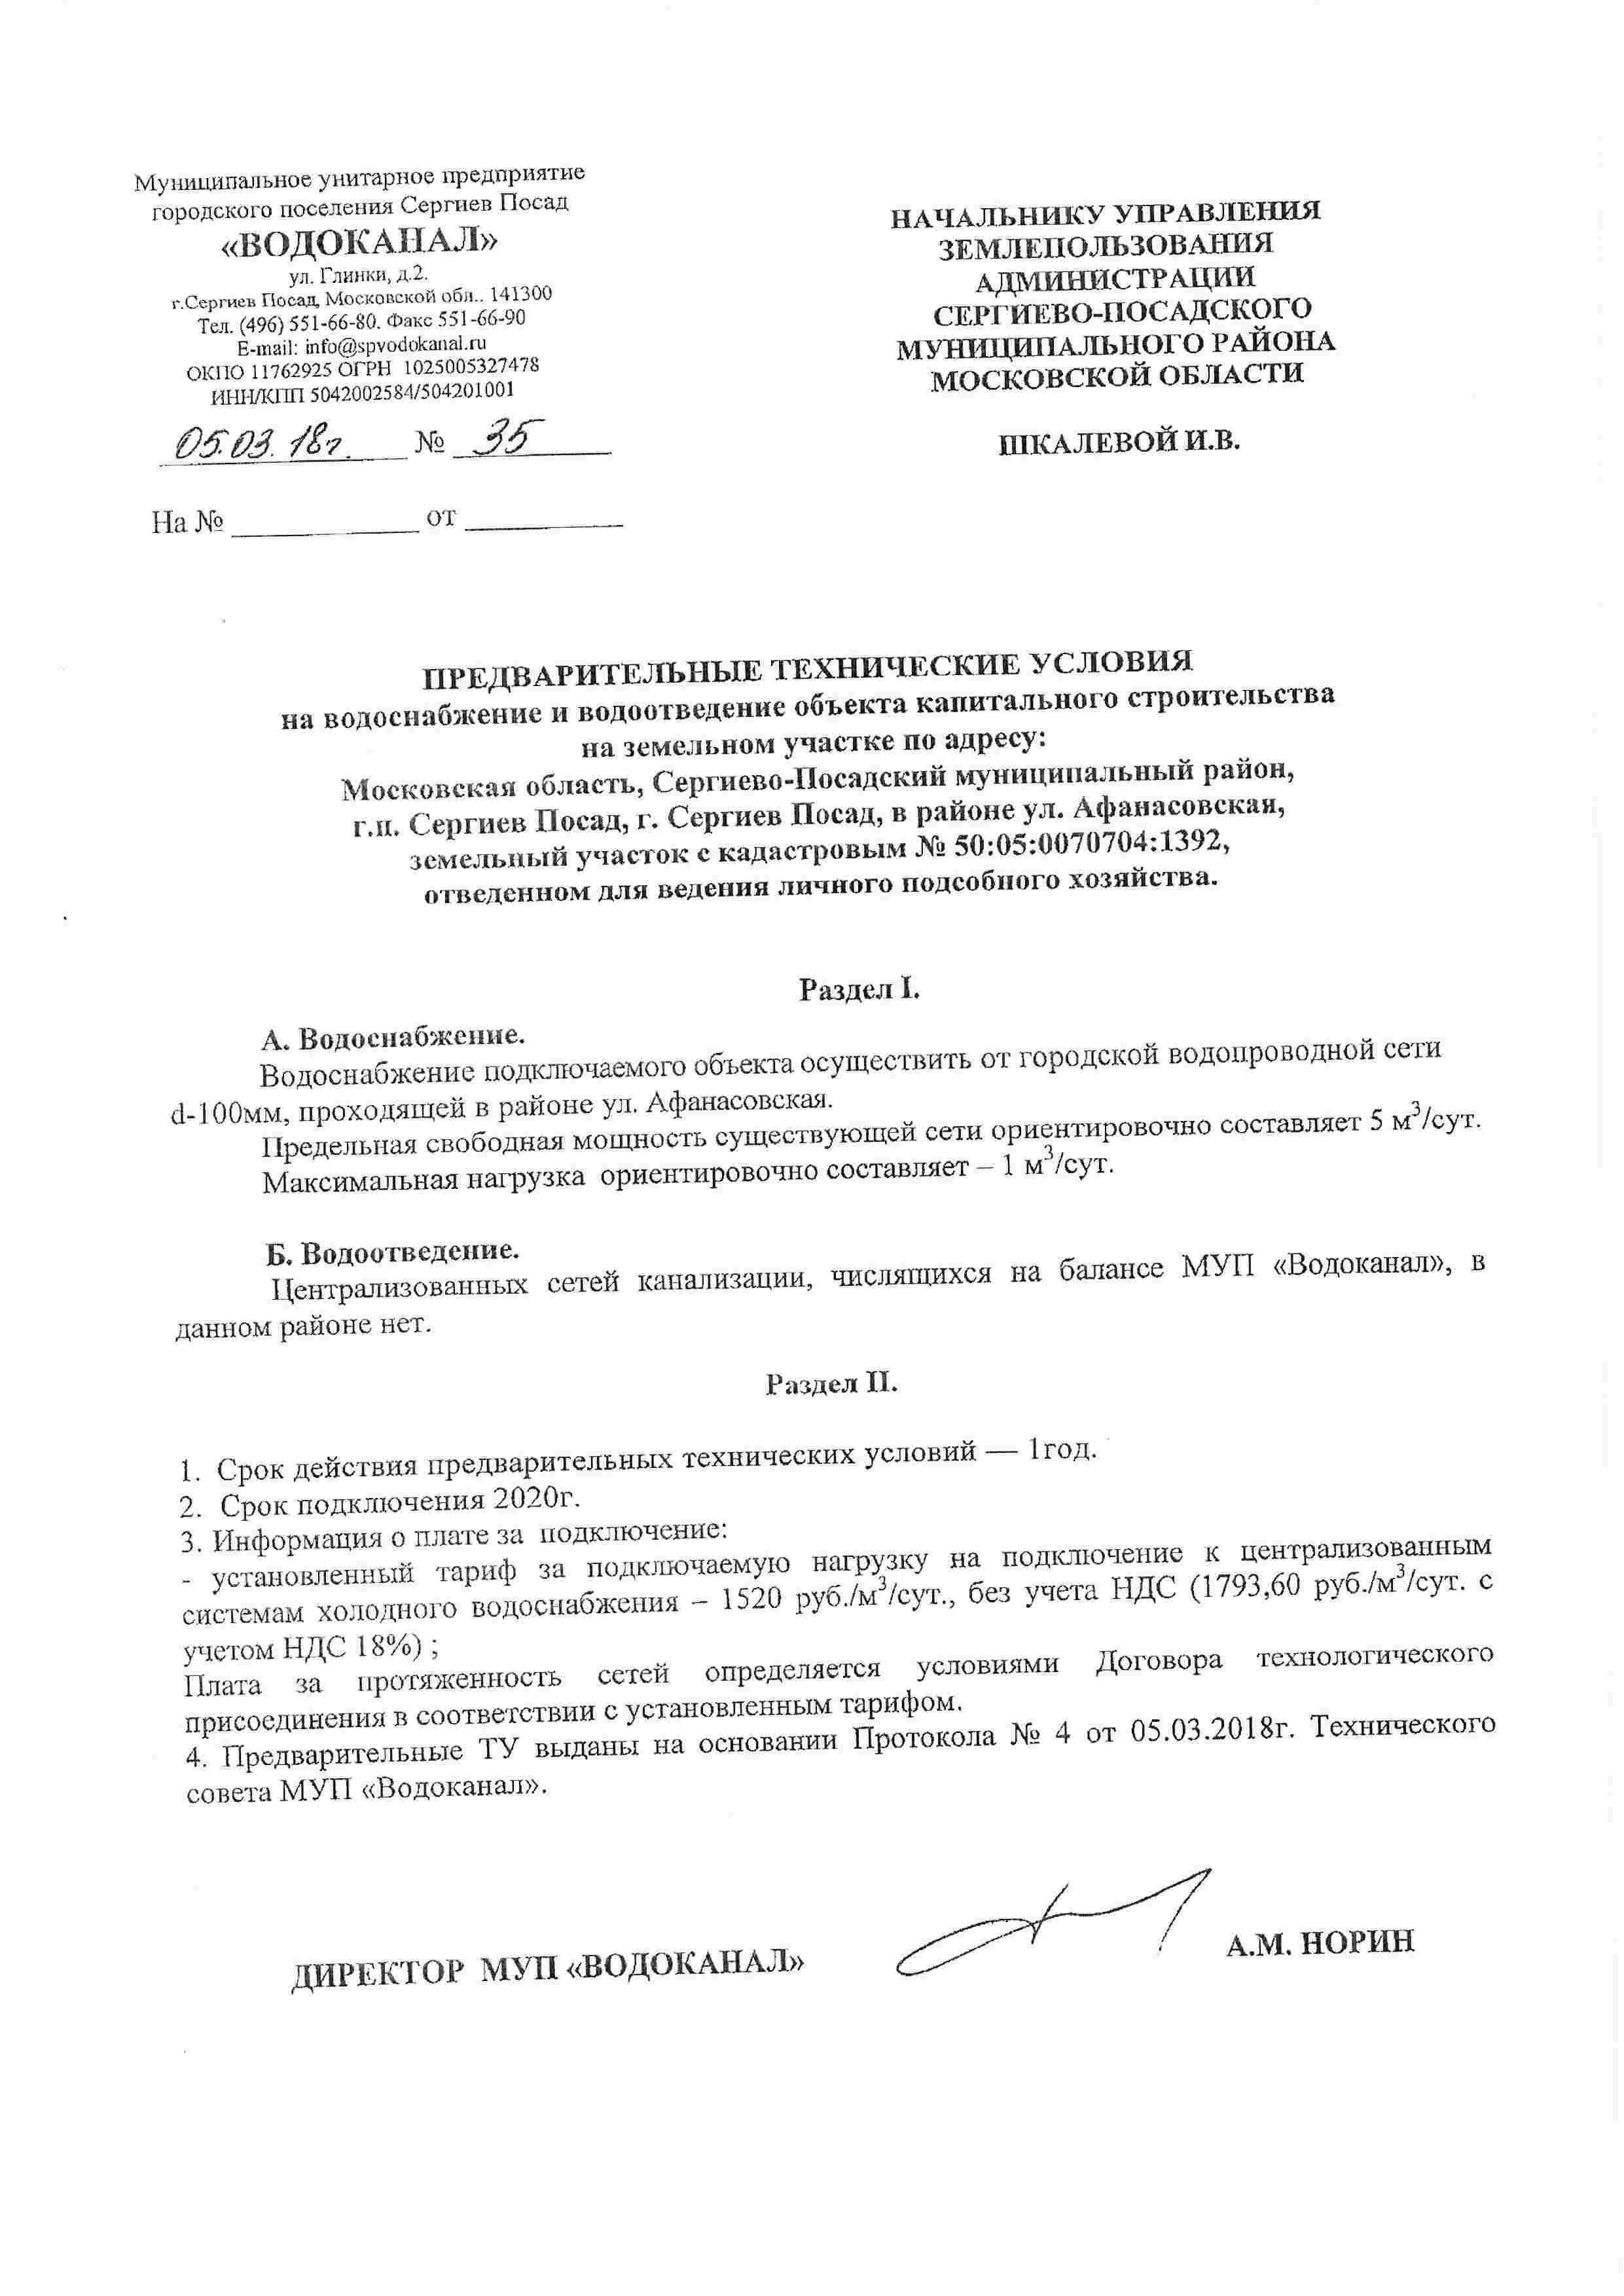 Муниципальное унитарное предприятие
городского поселения Сергиев Посад
«ВОДОКАНАЛ»
ул. Глинки, д.2.
г.Сергиев Посад, Московской обл.. 141300
Тел. (496) 551-66-80. Факс 551-66-90
E-mail: info@spvodokanal.ru
ОКПО 11762925 ОГРН 1025005327478
ИНН/КПП 5042002584/504201001
05.03.18г. № 35
На № ____________ от __________
НАЧАЛЬНИКУ УПРАВЛЕНИЯ
ЗЕМЛЕПОЛЬЗОВАНИЯ
АДМИНИСТРАЦИИ
СЕРГИЕВО-ПОСАДСКОГО
МУНИЦИПАЛЬНОГО РАЙОНА
МОСКОВСКОЙ ОБЛАСТИ
ШКАЛЕВОЙ И.В.
ПРЕДВАРИТЕЛЬНЫЕ ТЕХНИЧЕСКИЕ УСЛОВИЯ
на водоснабжение и водоотведение объекта капитального строительства
на земельном участке по адресу:
Московская область, Сергиево-Посадский муниципальный район,
г.п. Сергиев Посад, г. Сергиев Посад, в районе ул. Афанасовская,
земельный участок с кадастровым № 50:05:0070704:1392,
отведенном для ведения личного подсобного хозяйства.
Раздел I.
А. Водоснабжение.
Водоснабжение подключаемого объекта осуществить от городской водопроводной сети
d-100мм, проходящей в районе ул. Афанасовская.
Предельная свободная мощность существующей сети ориентировочно составляет 5 м³/сут.
Максимальная нагрузка ориентировочно составляет – 1 м³/сут.
Б. Водоотведение.
Централизованных сетей канализации, числящихся на балансе МУП «Водоканал», в
данном районе нет.
Раздел II.
1. Срок действия предварительных технических условий — 1год.
2. Срок подключения 2020г.
3. Информация о плате за подключение:
- установленный тариф за подключаемую нагрузку на подключение к централизованным
системам холодного водоснабжения – 1520 руб./м³/сут., без учета НДС (1793,60 руб./м³/сут. с
учетом НДС 18%) ;
Плата за протяженность сетей определяется условиями Договора технологического
присоединения в соответствии с установленным тарифом.
4. Предварительные ТУ выданы на основании Протокола № 4 от 05.03.2018г. Технического
совета МУП «Водоканал».
ДИРЕКТОР МУП «ВОДОКАНАЛ» А.М. НОРИН